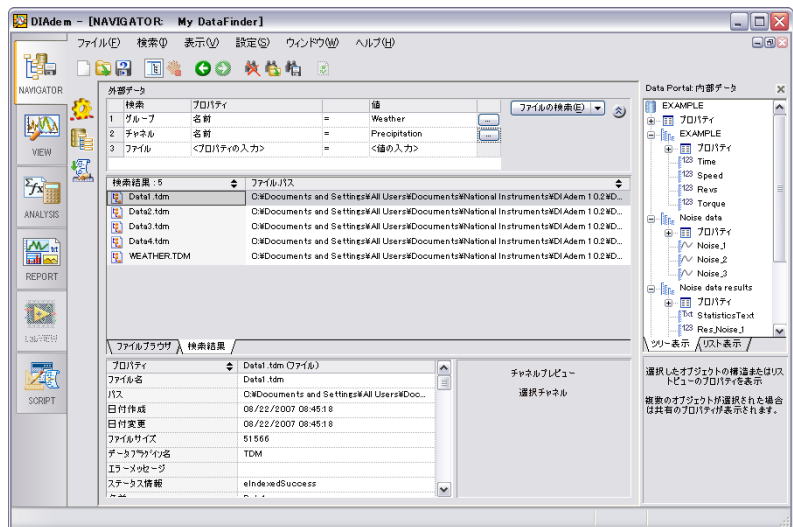 DIAdem - [NAVIGATOR: My DataFinder]
ファイル(F) 検索(I) 表示(V) 設定(S) ウィンドウ(W) ヘルプ(H)
NAVIGATOR
VIEW
ANALYSIS
REPORT
LabVIEW
SCRIPT
外部データ
検索 プロパティ 値
1 グループ 名前 = Weather ...
2 チャネル 名前 = Precipitation ...
3 ファイル <プロパティの入力> = <値の入力>
ファイルの検索(E)
検索結果 : 5 ファイルパス
Data1.tdm C:¥Documents and Settings¥All Users¥Documents¥National Instruments¥DIAdem 10.2¥D...
Data2.tdm C:¥Documents and Settings¥All Users¥Documents¥National Instruments¥DIAdem 10.2¥D...
Data3.tdm C:¥Documents and Settings¥All Users¥Documents¥National Instruments¥DIAdem 10.2¥D...
Data4.tdm C:¥Documents and Settings¥All Users¥Documents¥National Instruments¥DIAdem 10.2¥D...
WEATHER.TDM C:¥Documents and Settings¥All Users¥Documents¥National Instruments¥DIAdem 10.2¥D...
ファイルブラウザ 検索結果
プロパティ Data1.tdm (ファイル)
ファイル名 Data1.tdm
パス C:¥Documents and Settings¥All Users¥Doc...
日付作成 08/22/2007 08:45:18
日付変更 08/22/2007 08:45:18
ファイルサイズ 51566
データプラグイン名 TDM
エラーメッセージ
ステータス情報 eIndexedSuccess
チャネルプレビュー
選択チャネル
Data Portal: 内部データ
EXAMPLE
プロパティ
EXAMPLE
プロパティ
123 Time
123 Speed
123 Revs
123 Torque
Noise data
プロパティ
Noise_1
Noise_2
Noise_3
Noise data results
プロパティ
Txt StatisticsText
123 Res_Noise_1
ツリー表示 リスト表示
選択したオブジェクトの構造またはリス
トビューのプロパティを表示
複数のオブジェクトが選択された場合
は共有のプロパティが表示されます。